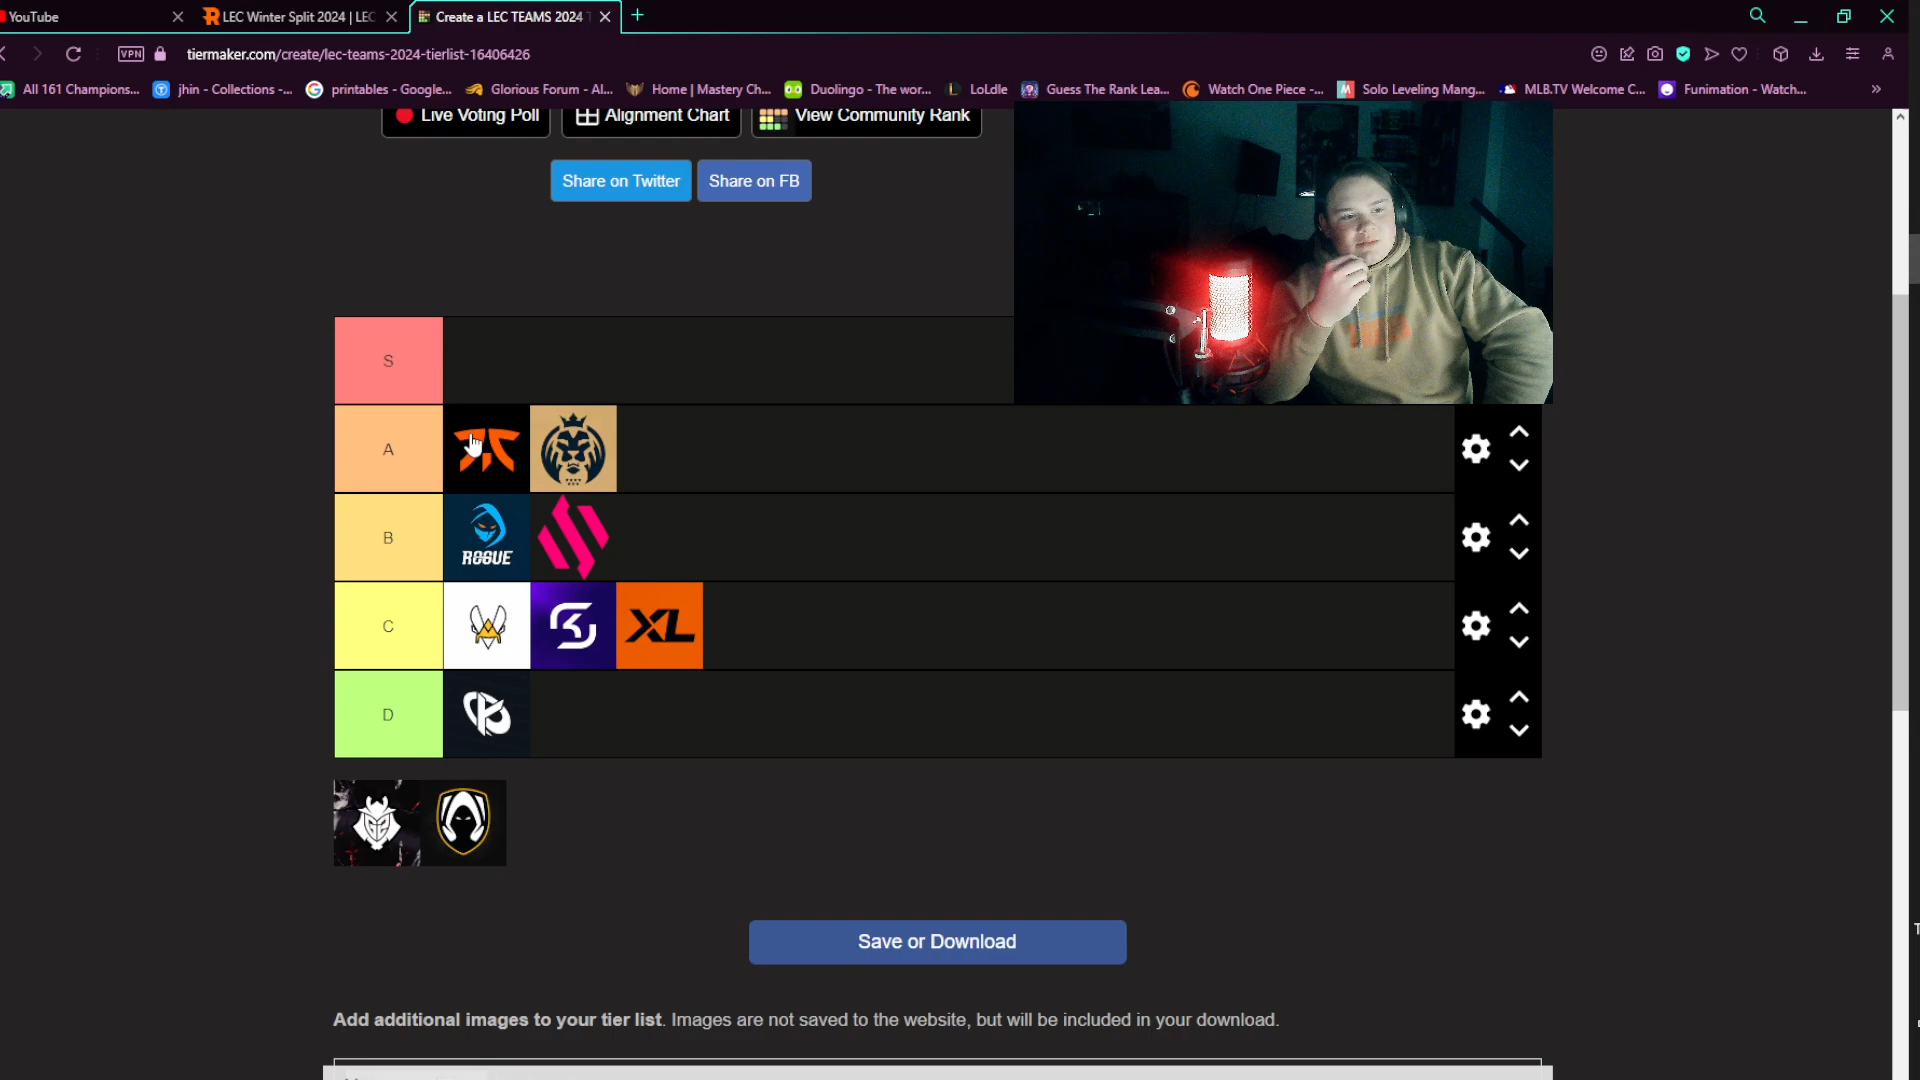 YouTube
LEC Winter Split 2024 | LEC
Create a LEC TEAMS 2024
VPN
tiermaker.com/create/lec-teams-2024-tierlist-16406426
All 161 Champions...
jhin - Collections -...
printables - Google...
Glorious Forum - Al...
Home | Mastery Ch...
Duolingo - The wor...
LoLdle
Guess The Rank Lea...
Watch One Piece -...
Solo Leveling Mang...
MLB.TV Welcome C...
Funimation - Watch...
Live Voting Poll
Alignment Chart
View Community Rank
Share on Twitter
Share on FB
S
A
B
ROGUE
C
XL
D
G2
Save or Download
Add additional images to your tier list. Images are not saved to the website, but will be included in your download.